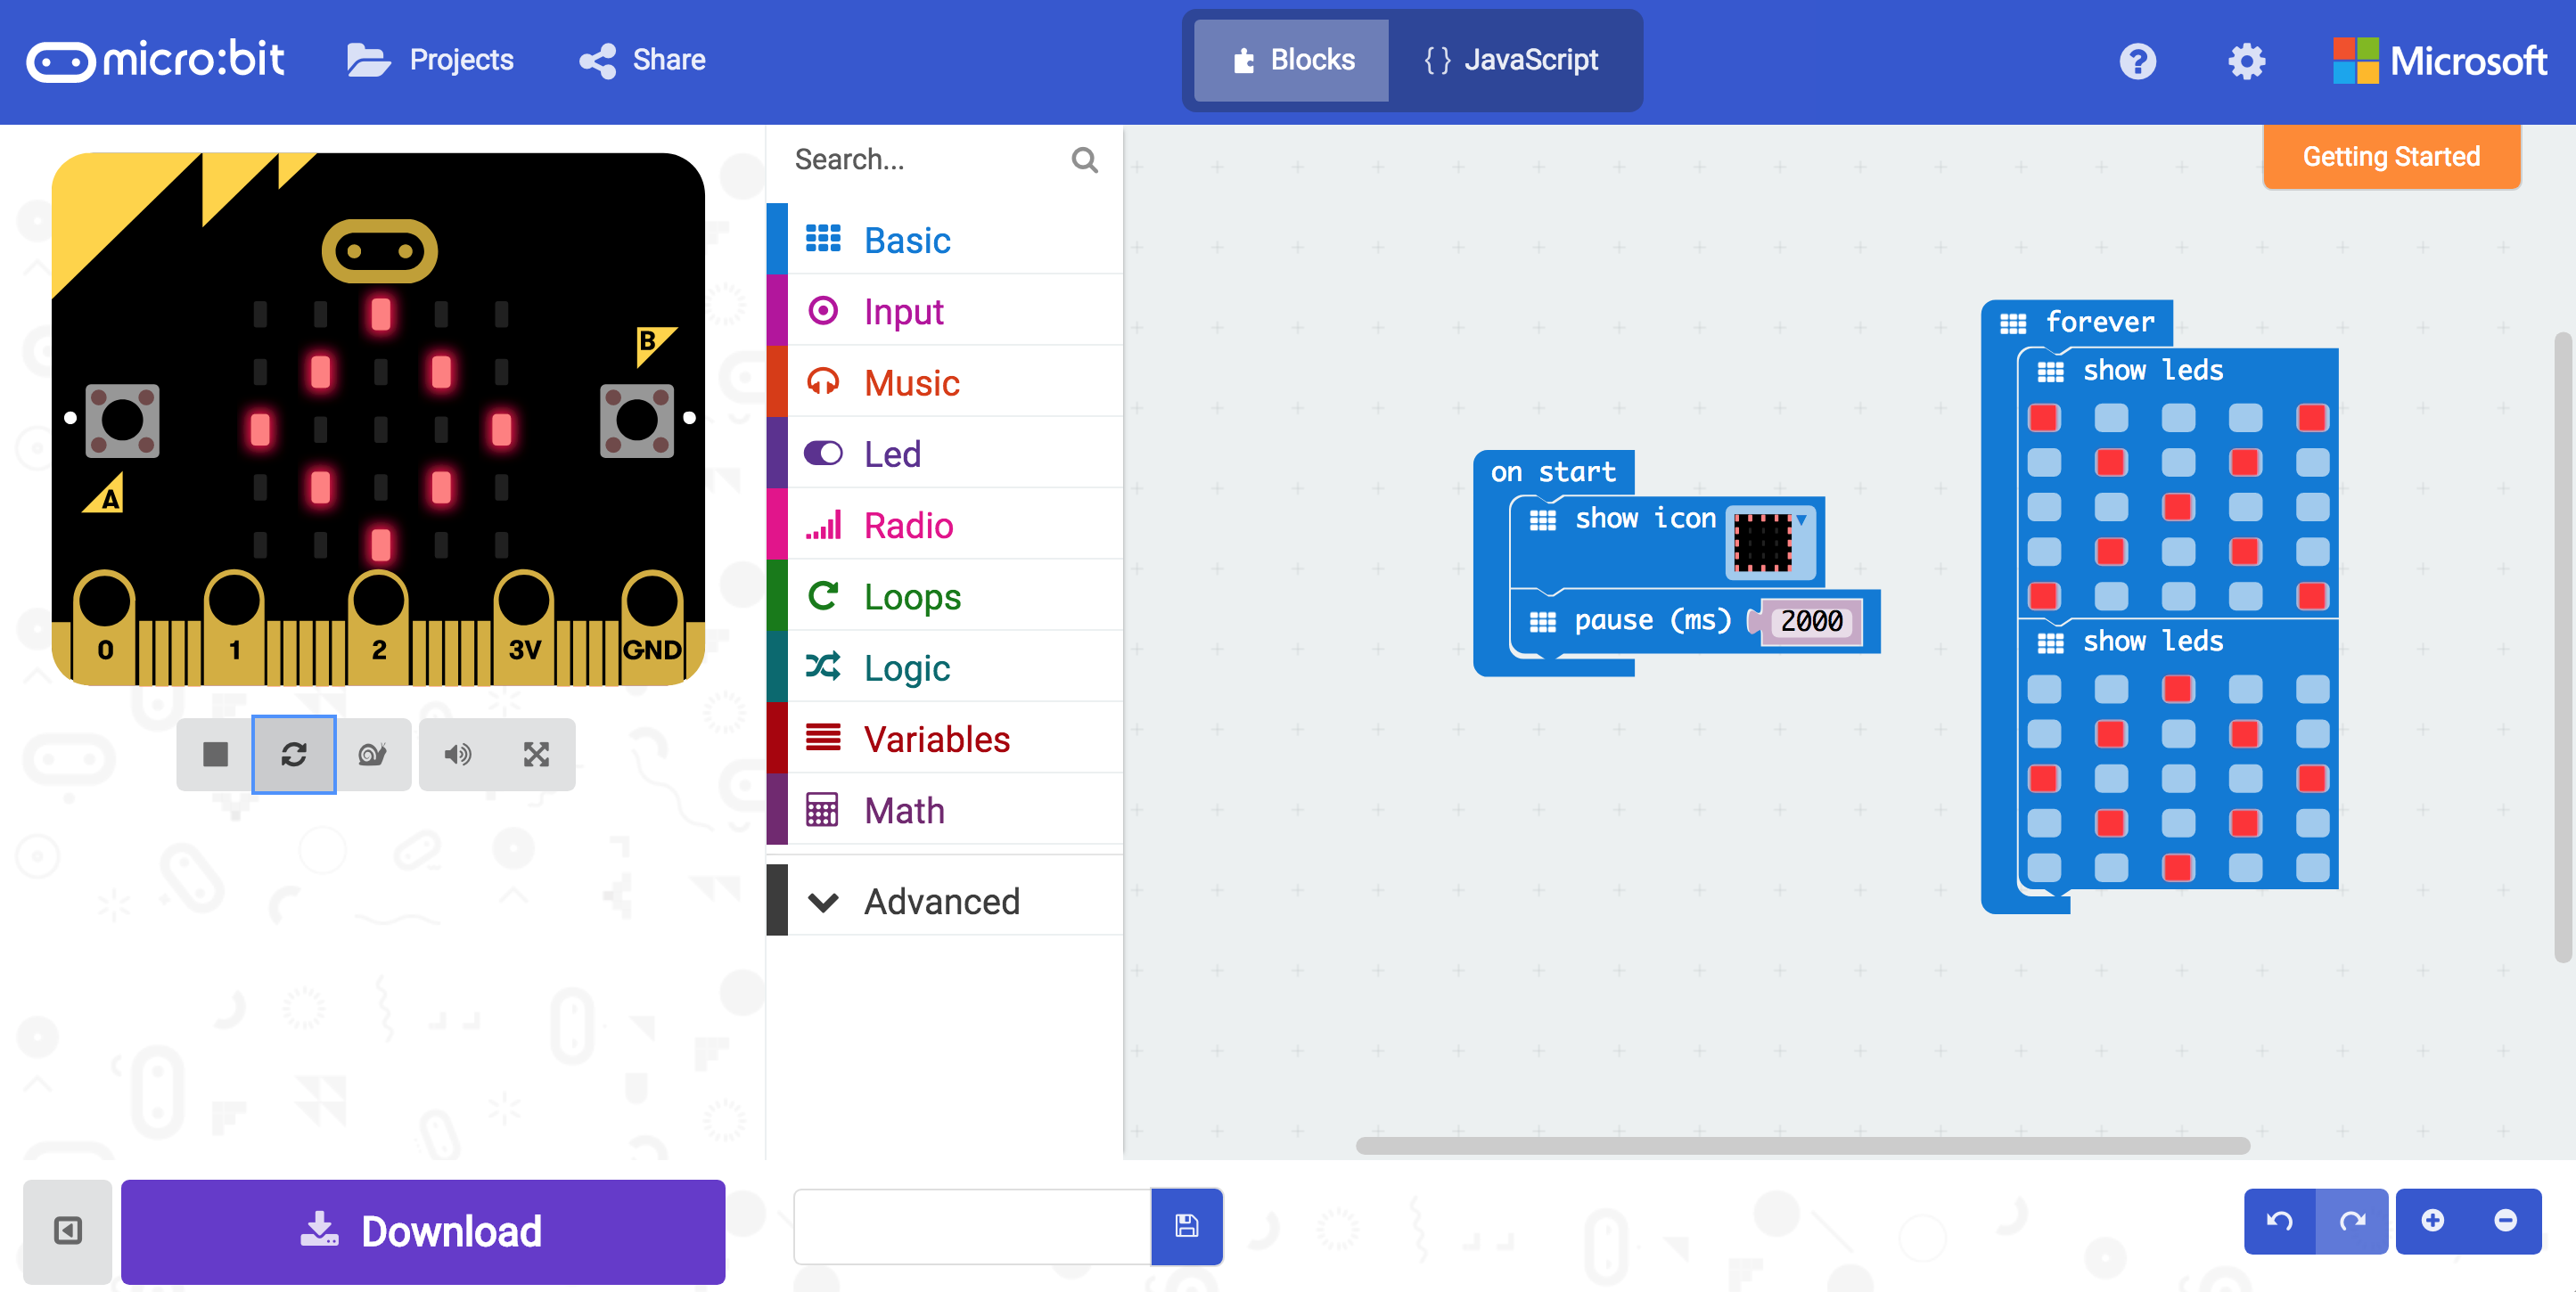 micro:bit Projects Share Blocks { } JavaScript Microsoft
Getting Started
Search...
Basic
Input
Music
Led
Radio
Loops
Logic
Variables
Math
Advanced
B
A
0 1 2 3V GND
on start
show icon
pause (ms) 2000
forever
show leds
show leds
Download